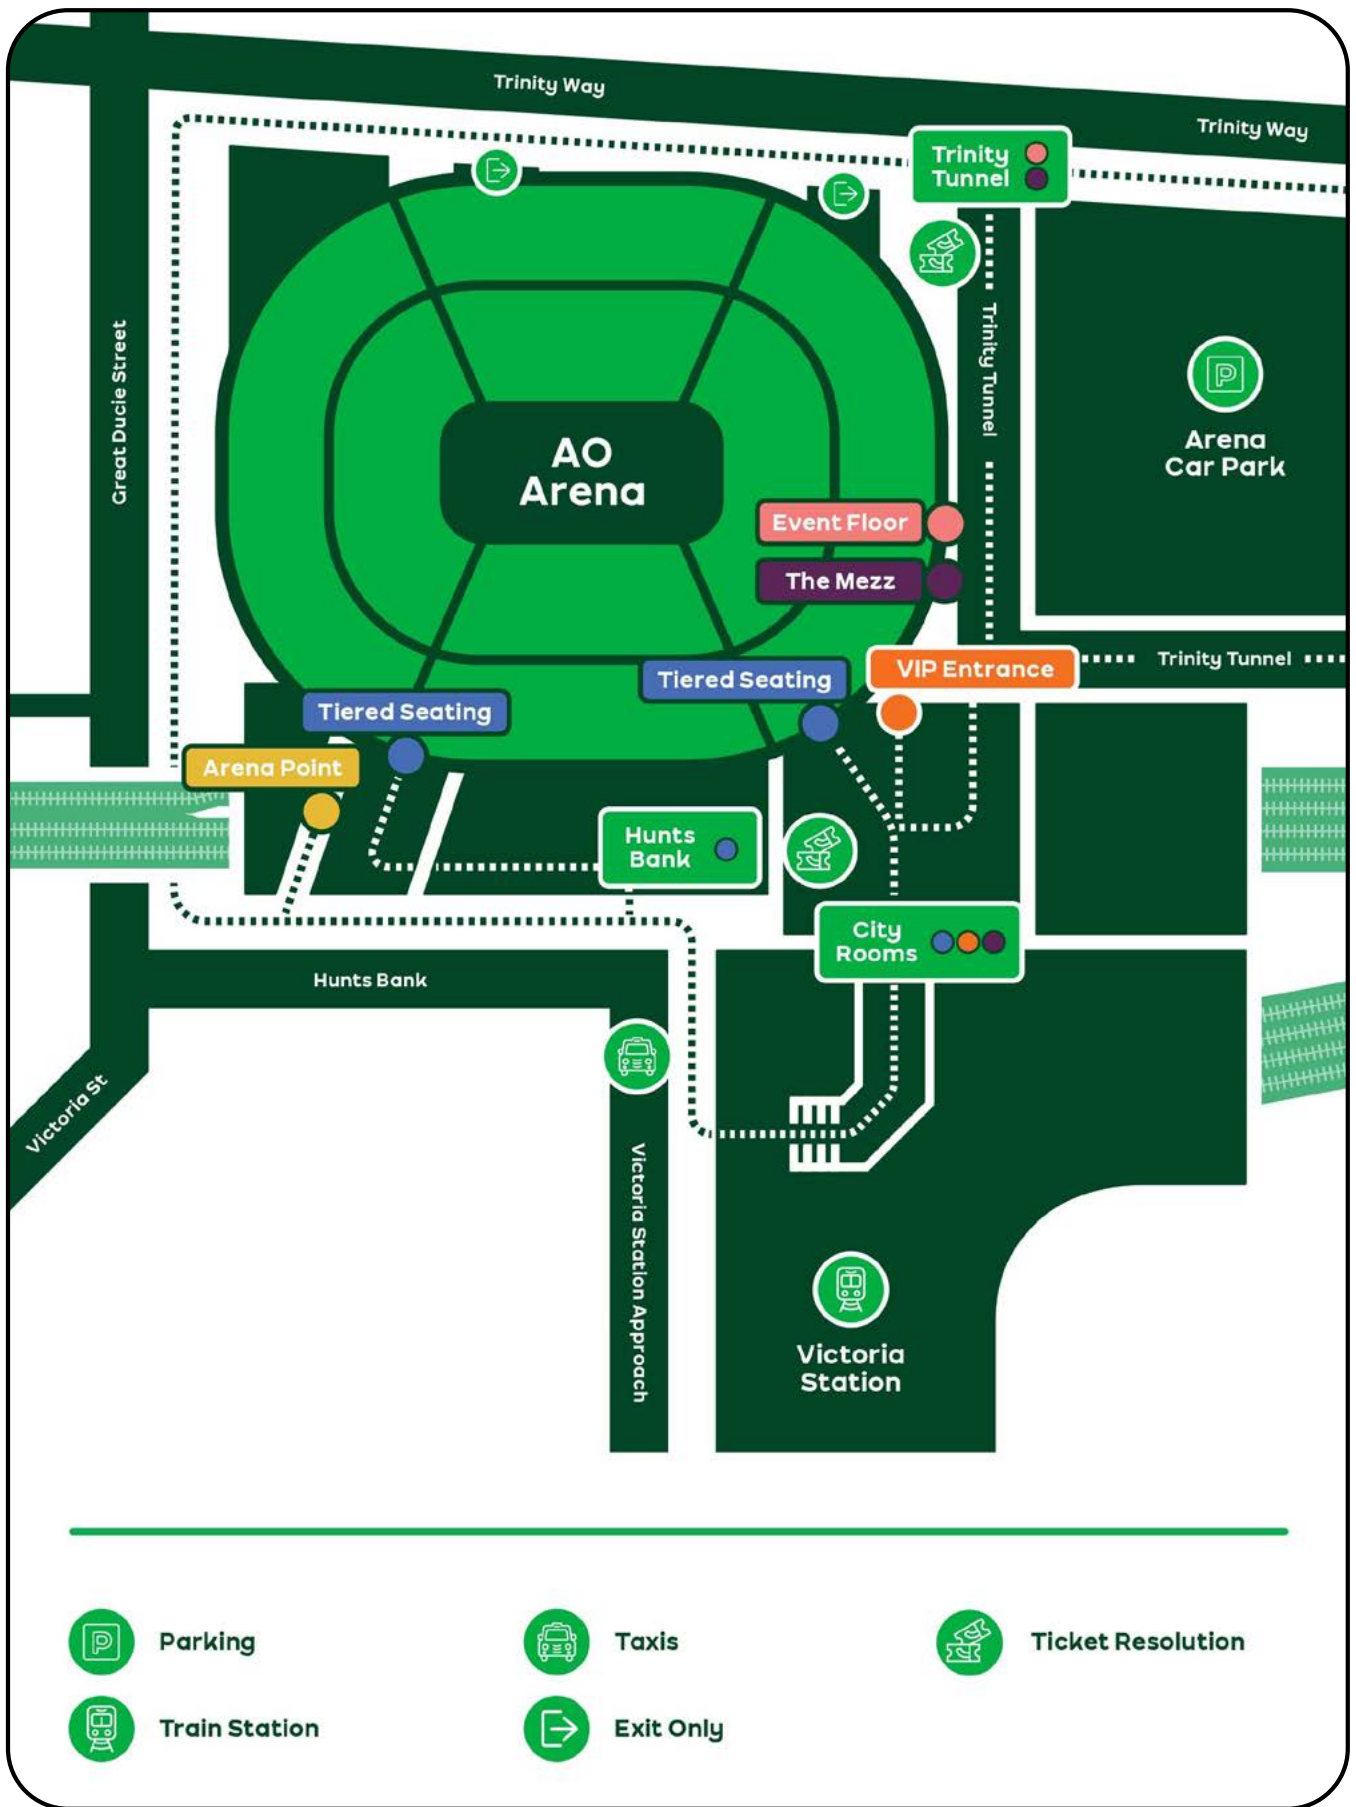 Trinity Way
Trinity Way
Trinity
Tunnel
Great Ducie Street
Trinity Tunnel
P
Arena
Car Park
AO
Arena
Event Floor
The Mezz
VIP Entrance
Trinity Tunnel
Tiered Seating
Tiered Seating
Arena Point
Hunts
Bank
City
Rooms
Hunts Bank
Victoria St
Victoria Station Approach
Victoria
Station
P
Parking
Taxis
Ticket Resolution
Train Station
Exit Only